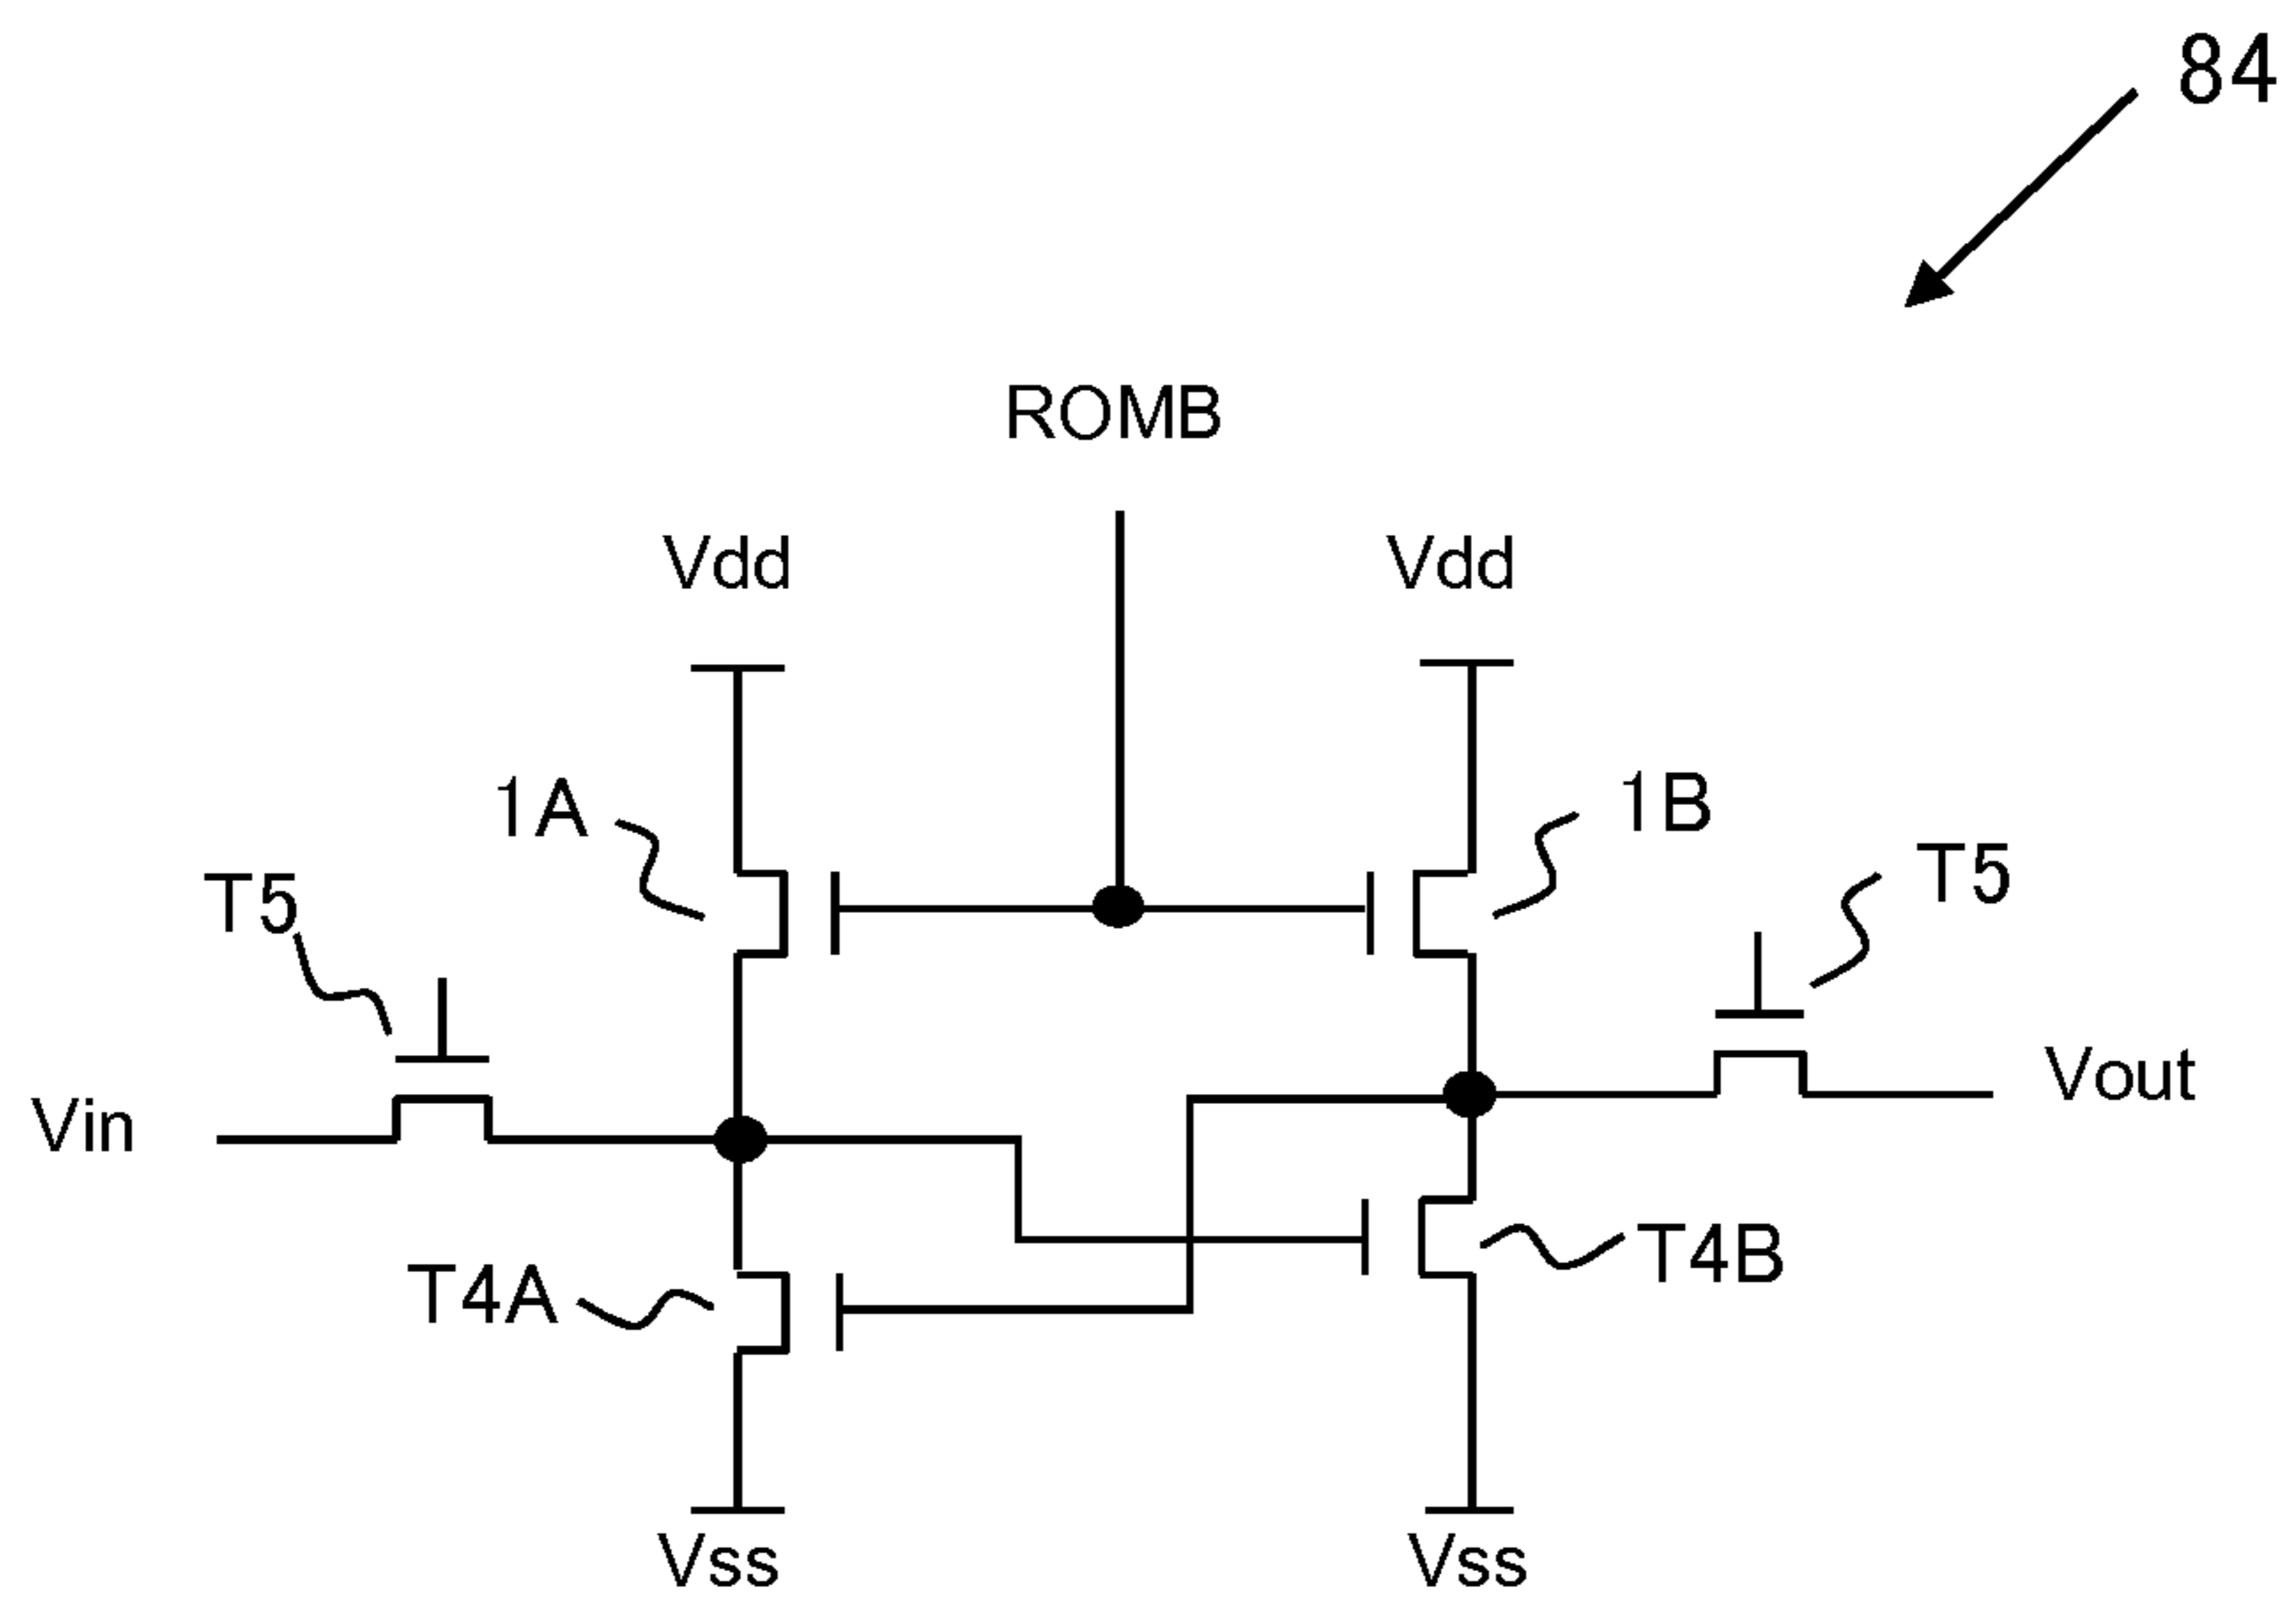 84
ROMB
Vdd Vdd
1A 1B
T5 T5
Vin Vout
T4A T4B
Vss Vss